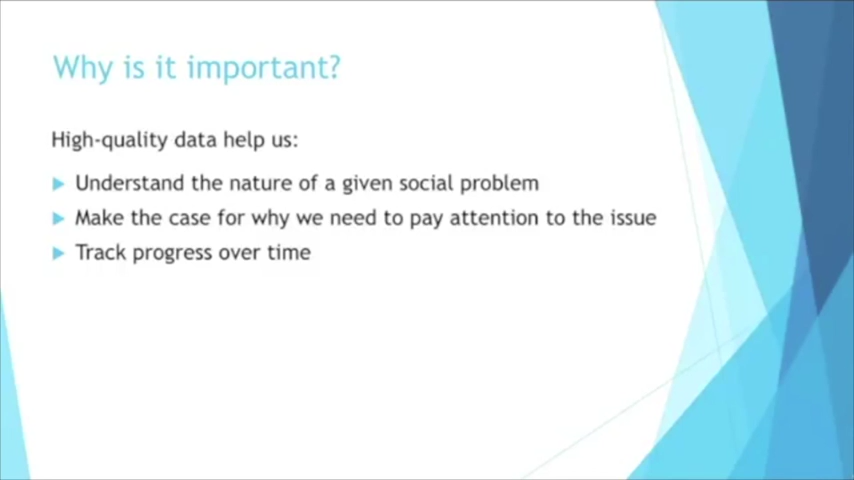 Why is it important?
High-quality data help us:
Understand the nature of a given social problem
Make the case for why we need to pay attention to the issue
Track progress over time